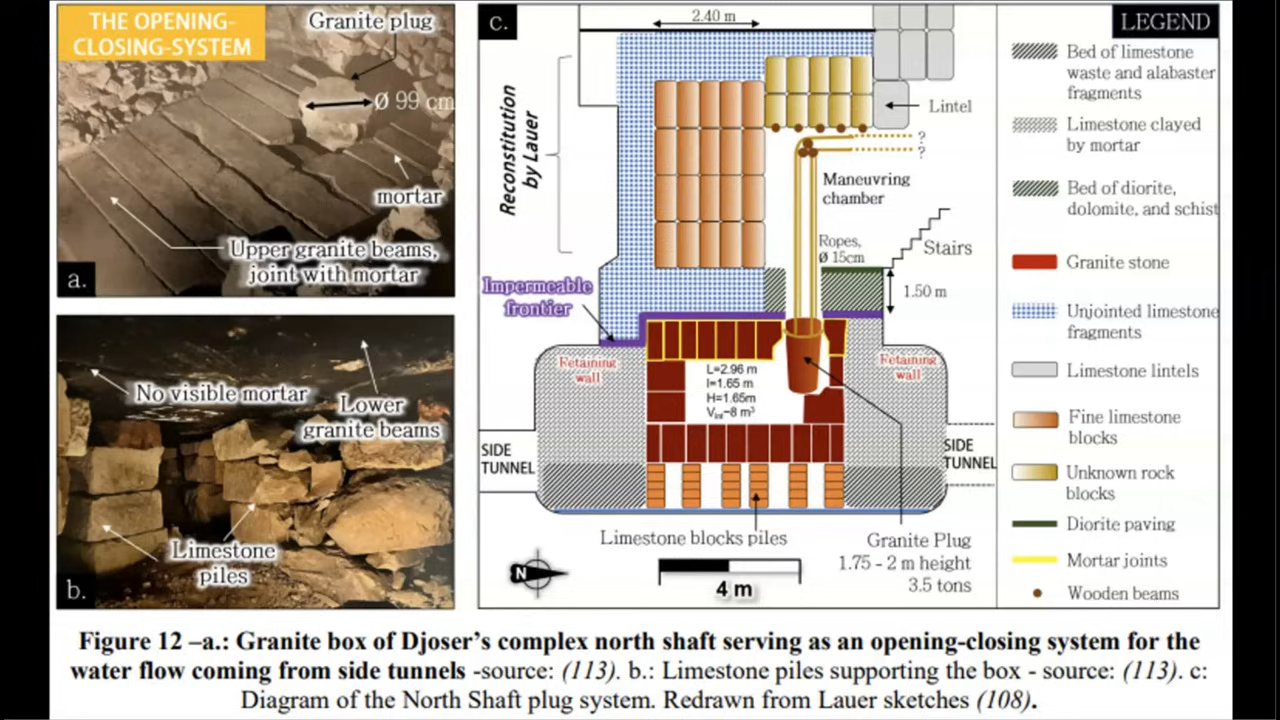 THE OPENING-
CLOSING-SYSTEM
Granite plug
Ø 99 cm
mortar
Upper granite beams,
joint with mortar
a.
No visible mortar
Lower
granite beams
Limestone
piles
b.
c.
2.40 m
Reconstitution
by Lauer
Lintel
?
?
Maneuvring
chamber
Ropes,
Ø 15cm
Stairs
1.50 m
Impermeable
frontier
Retaining
wall
Retaining
wall
L=2.96 m
l=1.65 m
H=1.65m
Vint~8 m³
SIDE
TUNNEL
SIDE
TUNNEL
Limestone blocks piles
Granite Plug
1.75 - 2 m height
3.5 tons
N
4 m
LEGEND
Bed of limestone
waste and alabaster
fragments
Limestone clayed
by mortar
Bed of diorite,
dolomite, and schist
Granite stone
Unjointed limestone
fragments
Limestone lintels
Fine limestone
blocks
Unknown rock
blocks
Diorite paving
Mortar joints
Wooden beams
Figure 12 –a.: Granite box of Djoser’s complex north shaft serving as an opening-closing system for the
water flow coming from side tunnels -source: (113). b.: Limestone piles supporting the box - source: (113). c:
Diagram of the North Shaft plug system. Redrawn from Lauer sketches (108).